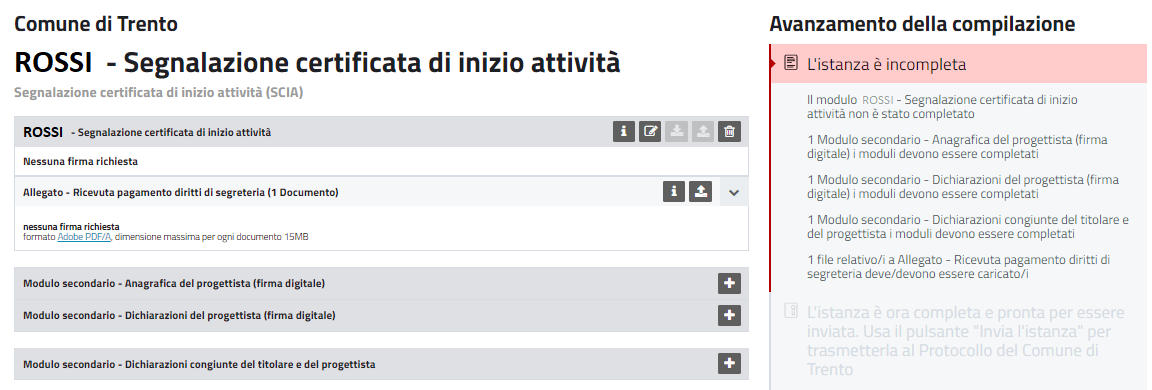 Comune di Trento
ROSSI - Segnalazione certificata di inizio attività
Segnalazione certificata di inizio attività (SCIA)
ROSSI - Segnalazione certificata di inizio attività
Nessuna firma richiesta
Allegato - Ricevuta pagamento diritti di segreteria (1 Documento)
nessuna firma richiesta
formato Adobe PDF/A, dimensione massima per ogni documento 15MB
Modulo secondario - Anagrafica del progettista (firma digitale)
Modulo secondario - Dichiarazioni del progettista (firma digitale)
Modulo secondario - Dichiarazioni congiunte del titolare e del progettista
Avanzamento della compilazione
L'istanza è incompleta
Il modulo ROSSI - Segnalazione certificata di inizio
attività non è stato completato
1 Modulo secondario - Anagrafica del progettista (firma
digitale) i moduli devono essere completati
1 Modulo secondario - Dichiarazioni del progettista (firma
digitale) i moduli devono essere completati
1 Modulo secondario - Dichiarazioni congiunte del titolare e
del progettista i moduli devono essere completati
1 file relativo/i a Allegato - Ricevuta pagamento diritti di
segreteria deve/devono essere caricato/i
L'istanza è ora completa e pronta per essere
inviata. Usa il pulsante "Invia l'istanza" per
trasmetterla al Protocollo del Comune di
Trento